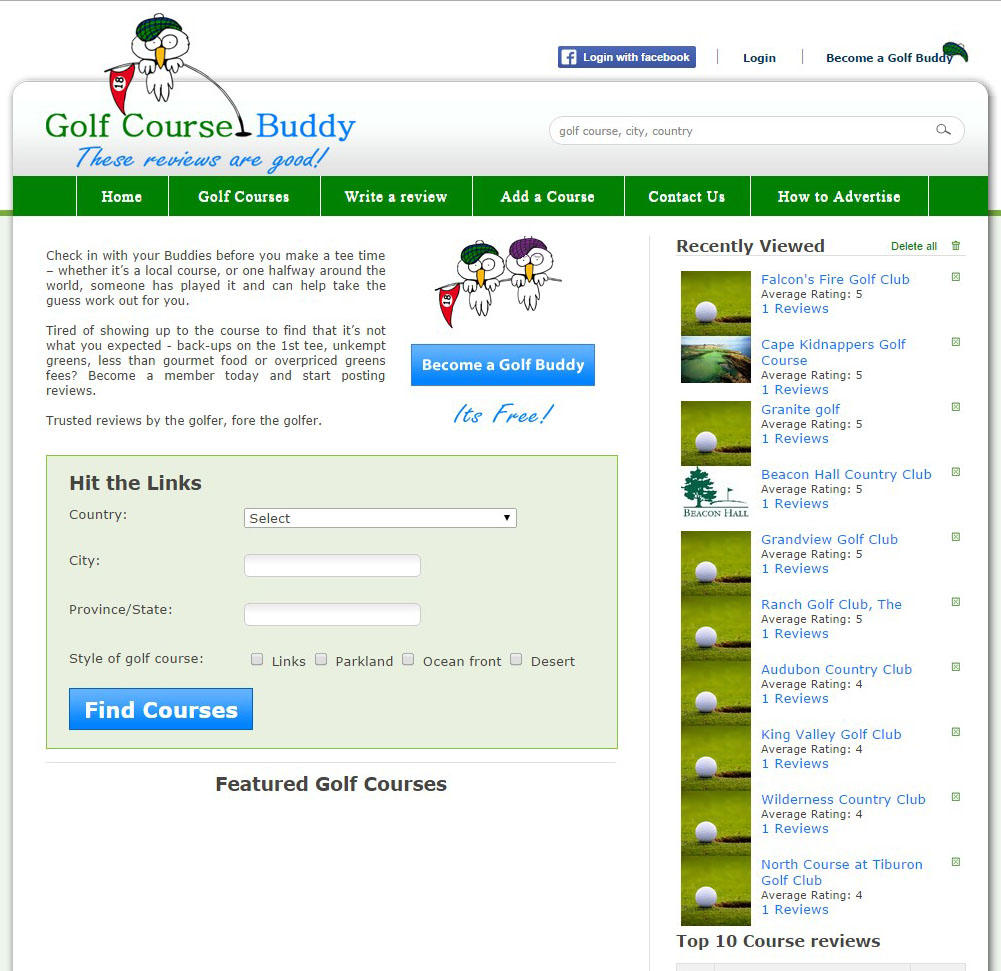 Login with facebook
Login
Become a Golf Buddy
18
Golf Course Buddy
These reviews are good!
golf course, city, country
Home
Golf Courses
Write a review
Add a Course
Contact Us
How to Advertise
Check in with your Buddies before you make a tee time
– whether it’s a local course, or one halfway around the
world, someone has played it and can help take the
guess work out for you.
Tired of showing up to the course to find that it’s not
what you expected - back-ups on the 1st tee, unkempt
greens, less than gourmet food or overpriced greens
fees? Become a member today and start posting
reviews.
Trusted reviews by the golfer, fore the golfer.
18
Become a Golf Buddy
Its Free!
Hit the Links
Country:
Select
City:
Province/State:
Style of golf course:
Links
Parkland
Ocean front
Desert
Find Courses
Featured Golf Courses
Recently Viewed
Delete all
Falcon's Fire Golf Club
Average Rating: 5
1 Reviews
Cape Kidnappers Golf
Course
Average Rating: 5
1 Reviews
Granite golf
Average Rating: 5
1 Reviews
BEACON HALL
Beacon Hall Country Club
Average Rating: 5
1 Reviews
Grandview Golf Club
Average Rating: 5
1 Reviews
Ranch Golf Club, The
Average Rating: 5
1 Reviews
Audubon Country Club
Average Rating: 4
1 Reviews
King Valley Golf Club
Average Rating: 4
1 Reviews
Wilderness Country Club
Average Rating: 4
1 Reviews
North Course at Tiburon
Golf Club
Average Rating: 4
1 Reviews
Top 10 Course reviews